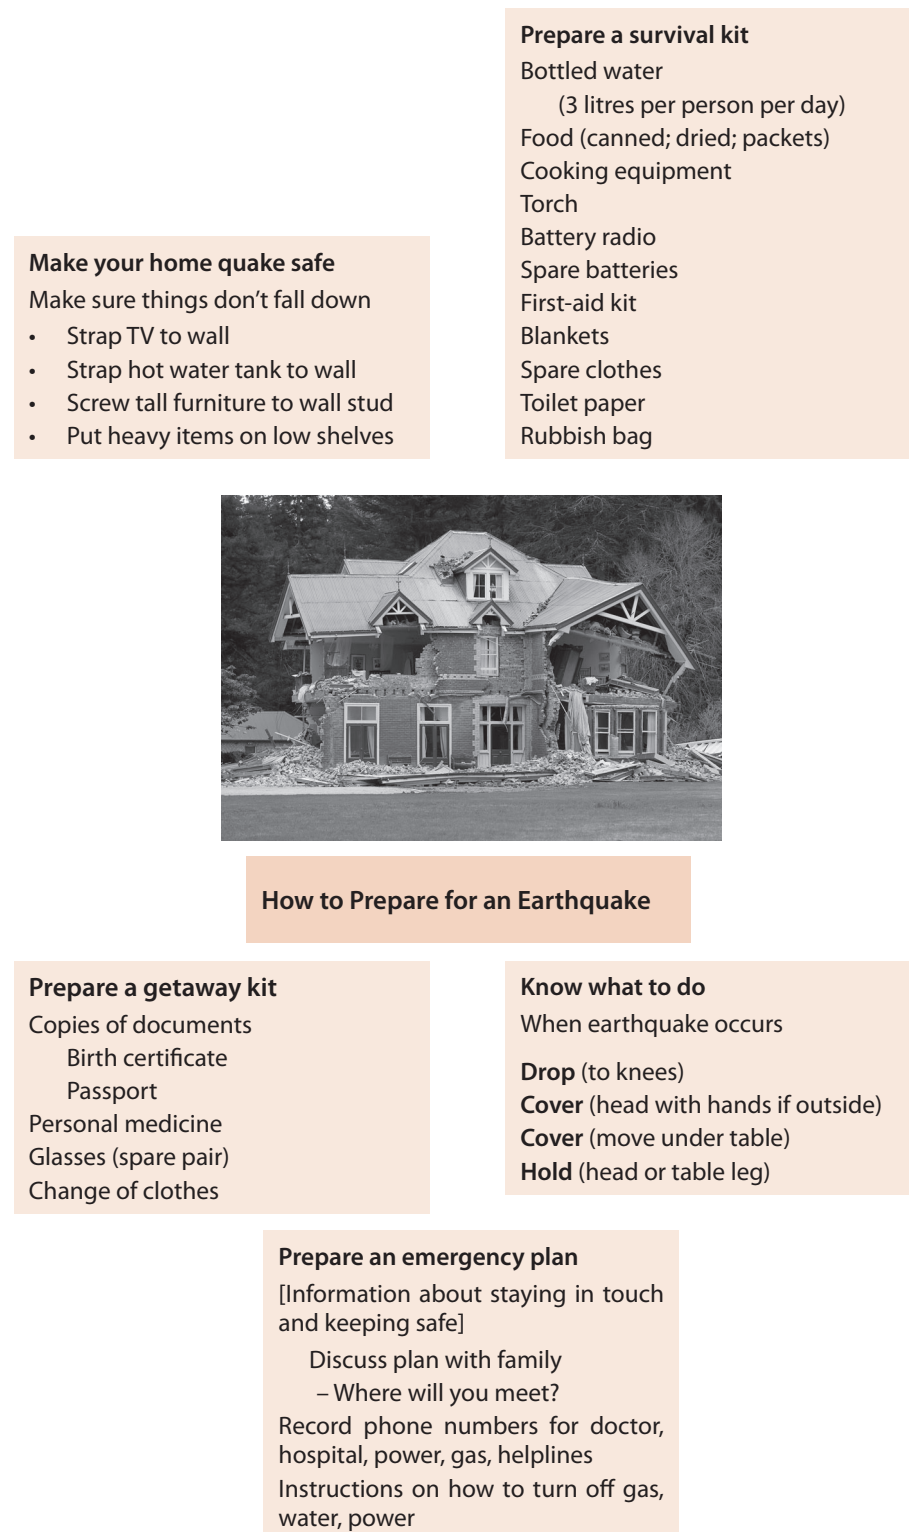 Prepare a survival kit
Bottled water
(3 litres per person per day)
Food (canned; dried; packets)
Cooking equipment
Torch
Battery radio
Spare batteries
First-aid kit
Blankets
Spare clothes
Toilet paper
Rubbish bag
Make your home quake safe
Make sure things don’t fall down
• Strap TV to wall
• Strap hot water tank to wall
• Screw tall furniture to wall stud
• Put heavy items on low shelves
How to Prepare for an Earthquake
Prepare a getaway kit
Copies of documents
Birth certificate
Passport
Personal medicine
Glasses (spare pair)
Change of clothes
Know what to do
When earthquake occurs
Drop (to knees)
Cover (head with hands if outside)
Cover (move under table)
Hold (head or table leg)
Prepare an emergency plan
[Information about staying in touch
and keeping safe]
Discuss plan with family
– Where will you meet?
Record phone numbers for doctor,
hospital, power, gas, helplines
Instructions on how to turn off gas,
water, power